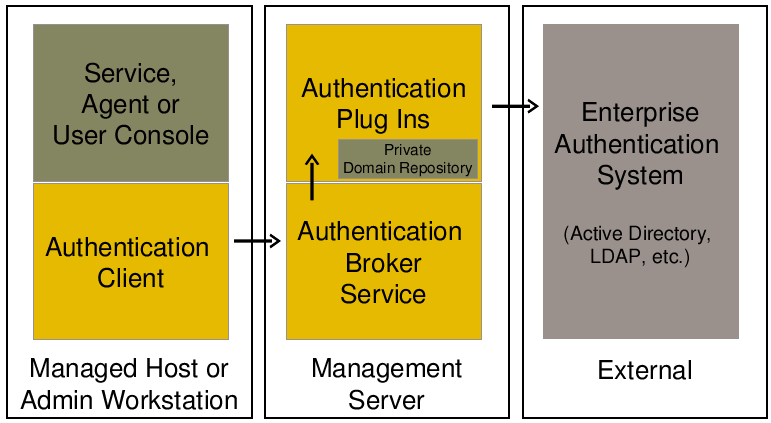 Service,
Agent or
User Console
Authentication
Client
Managed Host or
Admin Workstation
Authentication
Plug Ins
Private
Domain Repository
Authentication
Broker
Service
Management
Server
Enterprise
Authentication
System
(Active Directory,
LDAP, etc.)
External